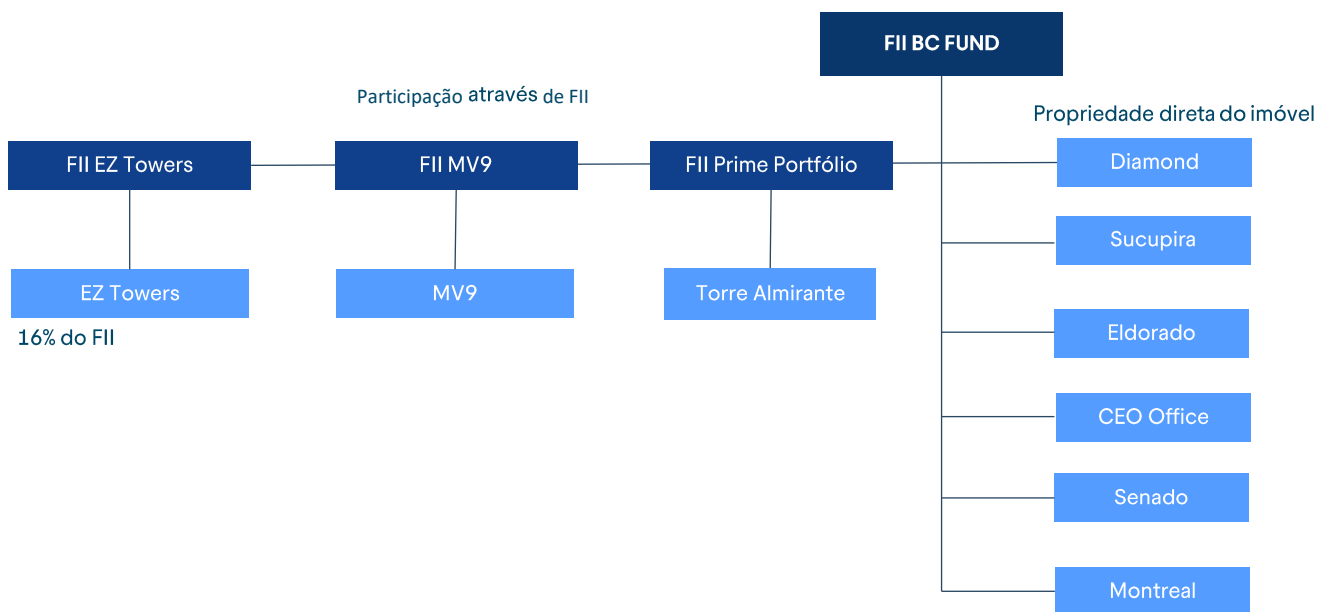 FII BC FUND
Participação através de FII
Propriedade direta do imóvel
FII EZ Towers
FII MV9
FII Prime Portfólio
Diamond
Sucupira
EZ Towers
MV9
Torre Almirante
16% do FII
Eldorado
CEO Office
Senado
Montreal